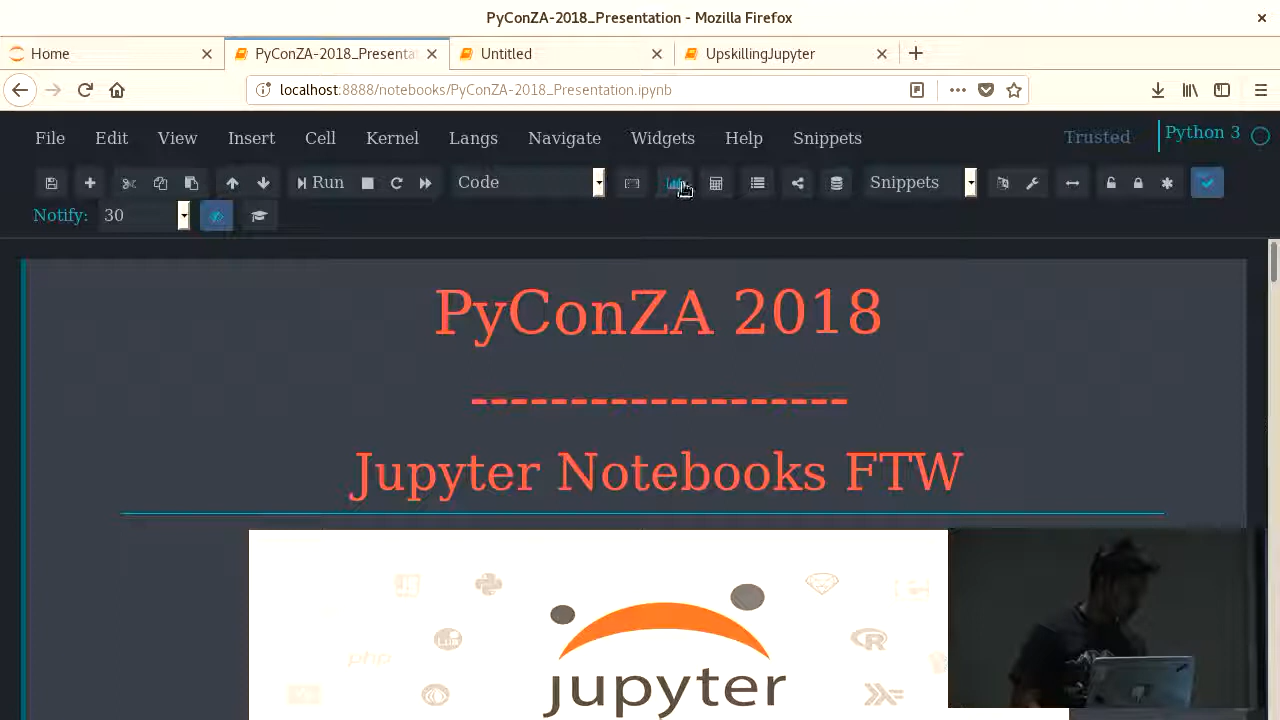 PyConZA-2018_Presentation - Mozilla Firefox
Home
PyConZA-2018_Presentat
Untitled
UpskillingJupyter
localhost:8888/notebooks/PyConZA-2018_Presentation.ipynb
File Edit View Insert Cell Kernel Langs Navigate Widgets Help Snippets Trusted Python 3
Run Code Snippets
Notify: 30
PyConZA 2018
-------------------
Jupyter Notebooks FTW
php
R
jupyter